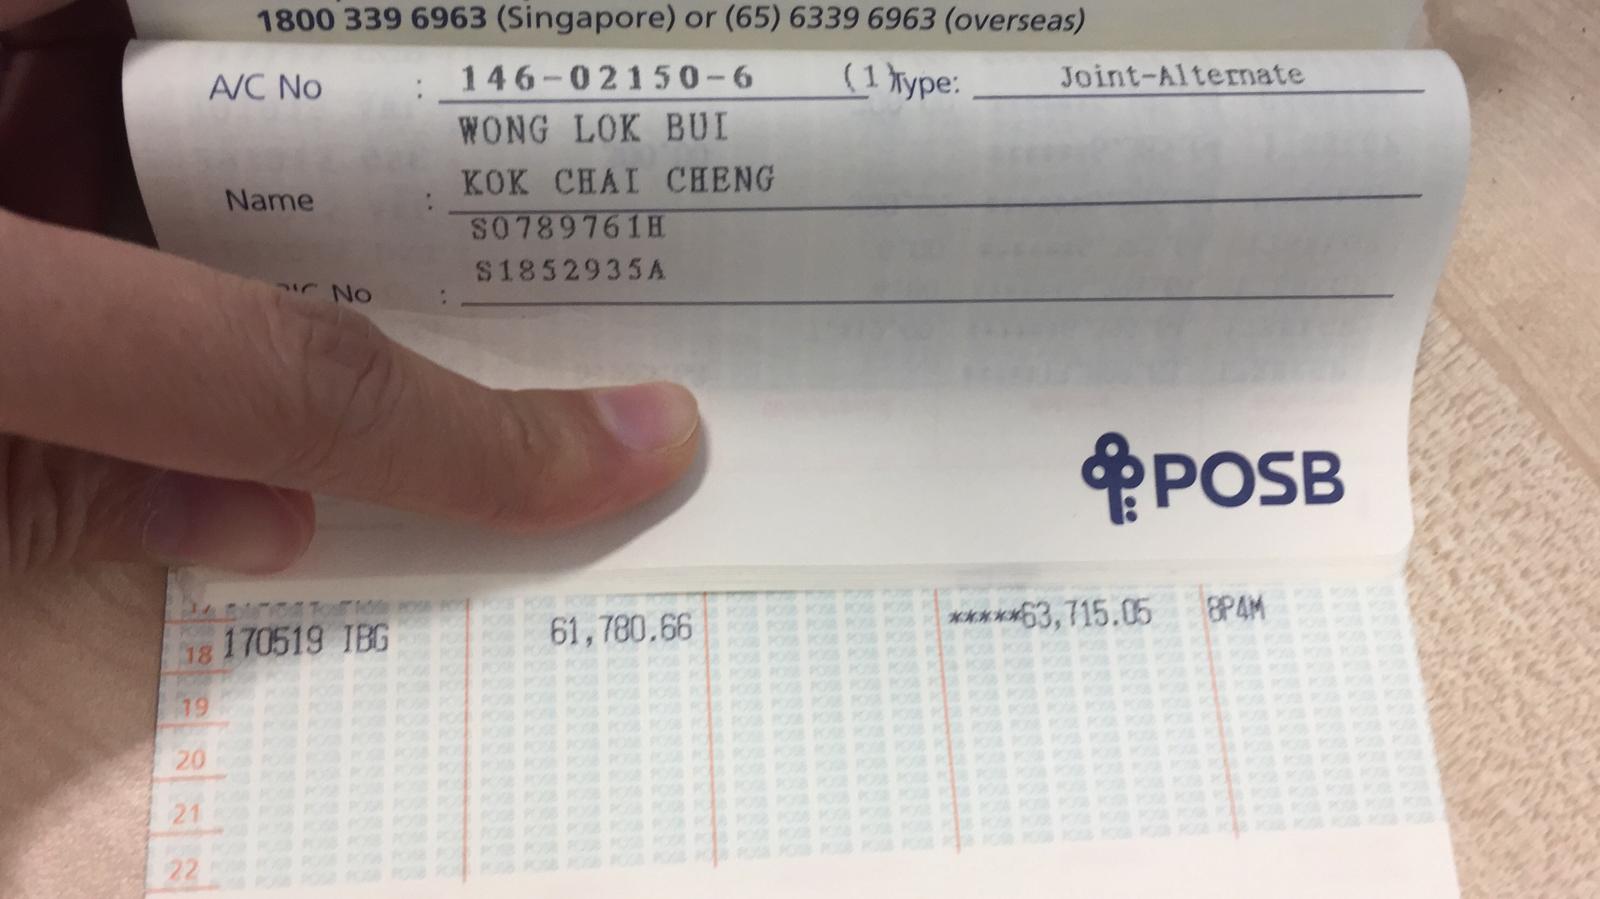 1800 339 6963 (Singapore) or (65) 6339 6963 (overseas)
A/C No : 146-02150-6 (1) Type: Joint-Alternate
WONG LOK BUI
KOK CHAI CHENG
Name :
S0789761H
S1852935A
No :
POSB
17
18 170519 IBG 61,780.66 *****63,715.05 8P4M
19
20
21
22